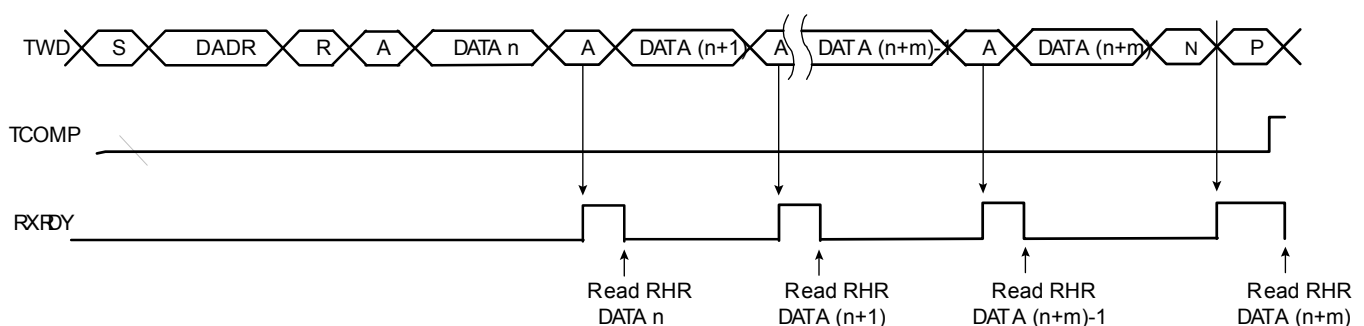 TWD S DADR R A DATA n A DATA (n+1) A DATA (n+m)-1 A DATA (n+m) N P
TCOMP
RXRDY
Read RHR Read RHR Read RHR Read RHR
DATA n DATA (n+1) DATA (n+m)-1 DATA (n+m)